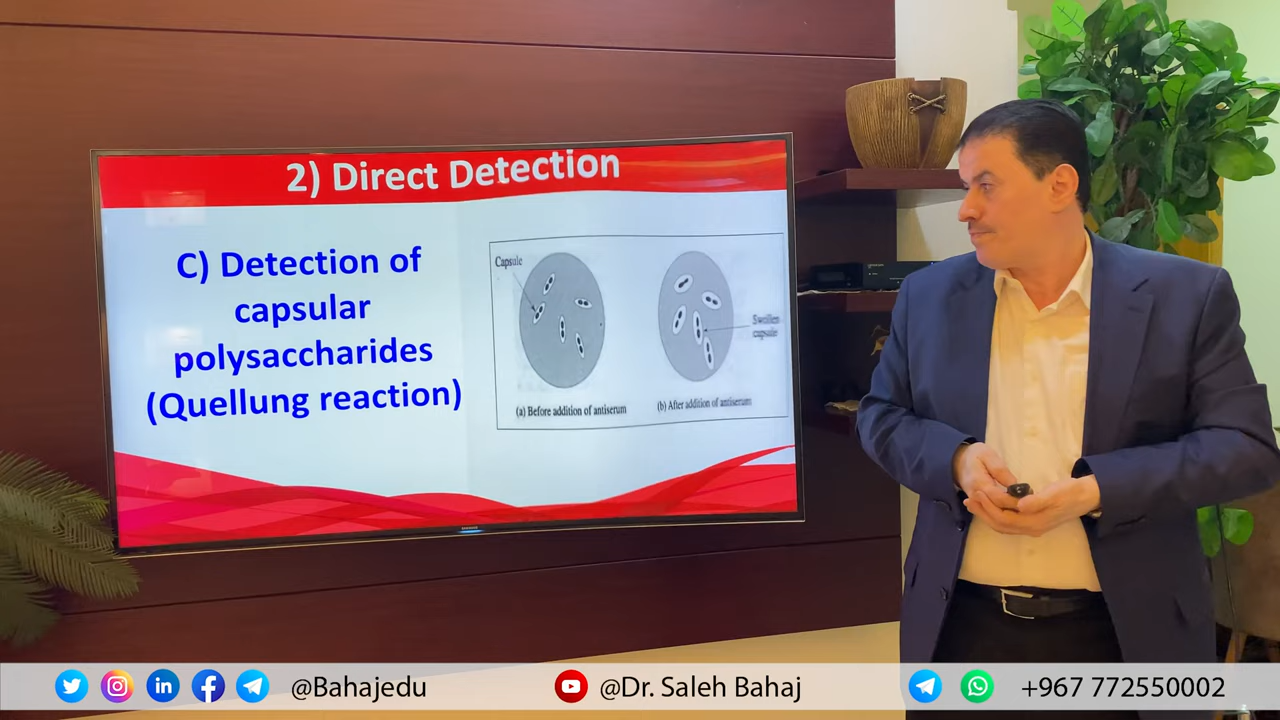 2) Direct Detection
C) Detection of
capsular
polysaccharides
(Quellung reaction)
Capsule
Swollen
capsule
(a) Before addition of antiserum
(b) After addition of antiserum
@Bahajedu
@Dr. Saleh Bahaj
+967 772550002